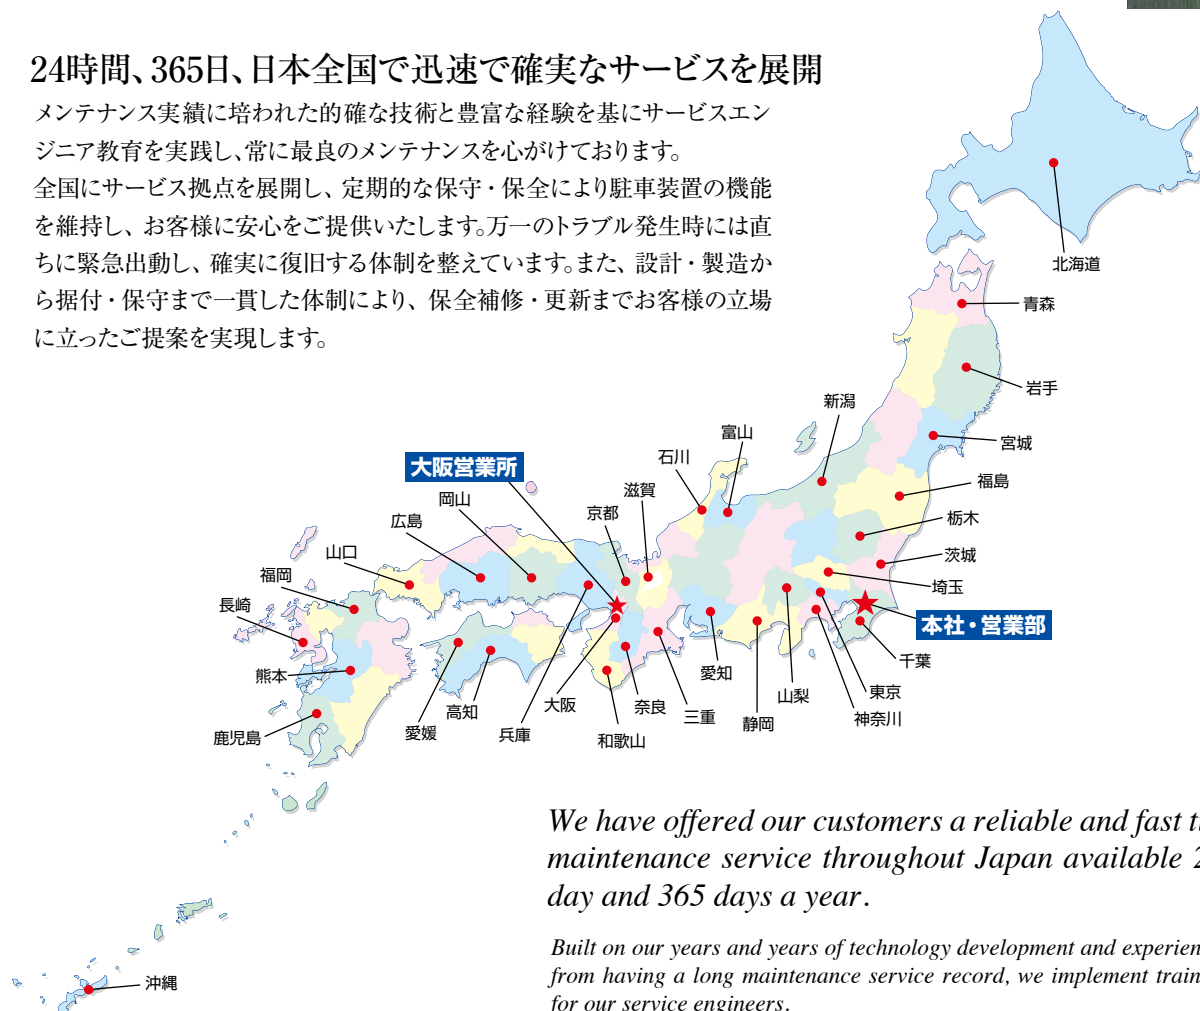 24時間、365日、日本全国で迅速で確実なサービスを展開
メンテナンス実績に培われた的確な技術と豊富な経験を基にサービスエン
ジニア教育を実践し、常に最良のメンテナンスを心がけております。
全国にサービス拠点を展開し、定期的な保守・保全により駐車装置の機能
を維持し、お客様に安心をご提供いたします。万一のトラブル発生時には直
ちに緊急出動し、確実に復旧する体制を整えています。また、設計・製造か
ら据付・保守まで一貫した体制により、保全補修・更新までお客様の立場
に立ったご提案を実現します。
北海道
青森
岩手
新潟
宮城
富山
石川
大阪営業所
福島
滋賀
岡山
京都
栃木
広島
茨城
山口
福岡
埼玉
長崎
本社・営業部
千葉
熊本
愛知
東京
山梨
大阪
奈良
高知
三重
神奈川
静岡
愛媛
兵庫
鹿児島
和歌山
We have offered our customers a reliable and fast
maintenance service throughout Japan available
day and 365 days a year.
Built on our years and years of technology development and
from having a long maintenance service record, we implement
for our service engineers.
沖縄